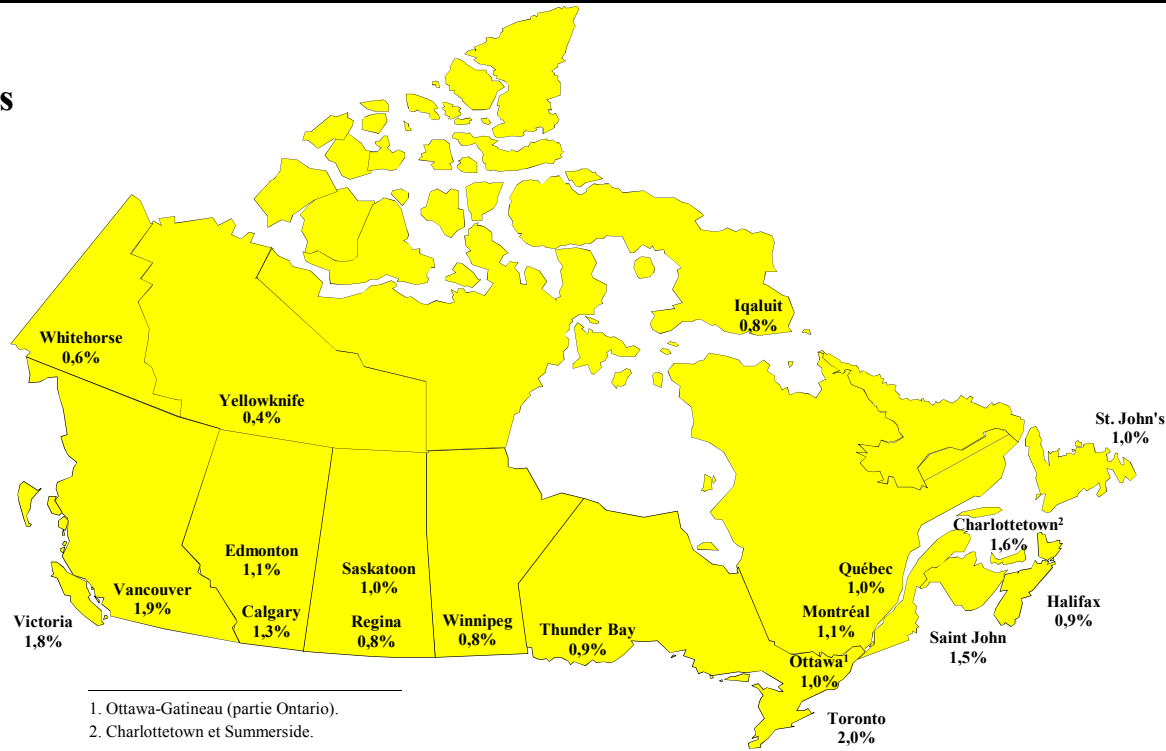 s
Iqaluit
0,8%
Whitehorse
0,6%
Yellowknife
0,4%
St. John's
1,0%
Charlottetown²
1,6%
Edmonton
1,1%
Saskatoon
1,0%
Québec
1,0%
Vancouver
1,9%
Victoria
1,8%
Calgary
1,3%
Regina
0,8%
Winnipeg
0,8%
Thunder Bay
0,9%
Montréal
1,1%
Halifax
0,9%
Saint John
1,5%
Ottawa¹
1,0%
Toronto
2,0%
1. Ottawa-Gatineau (partie Ontario).
2. Charlottetown et Summerside.